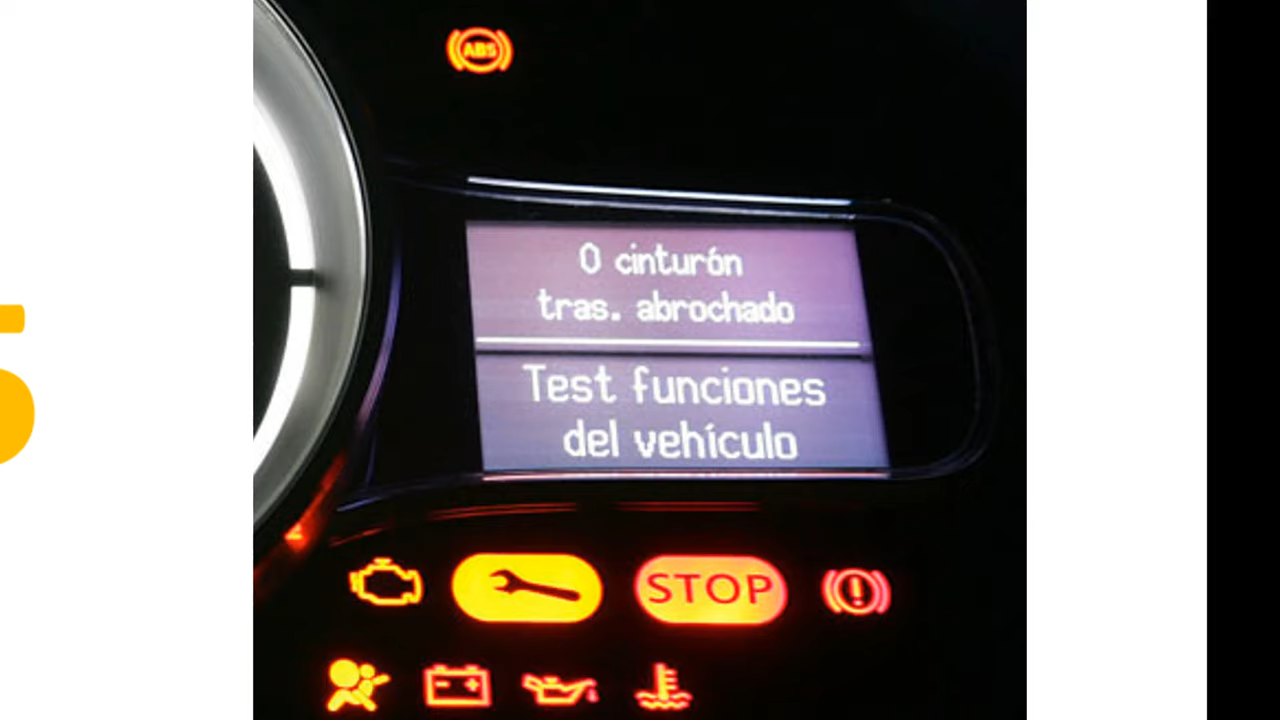 ABS
0 cinturón
tras. abrochado
Test funciones
del vehículo
STOP